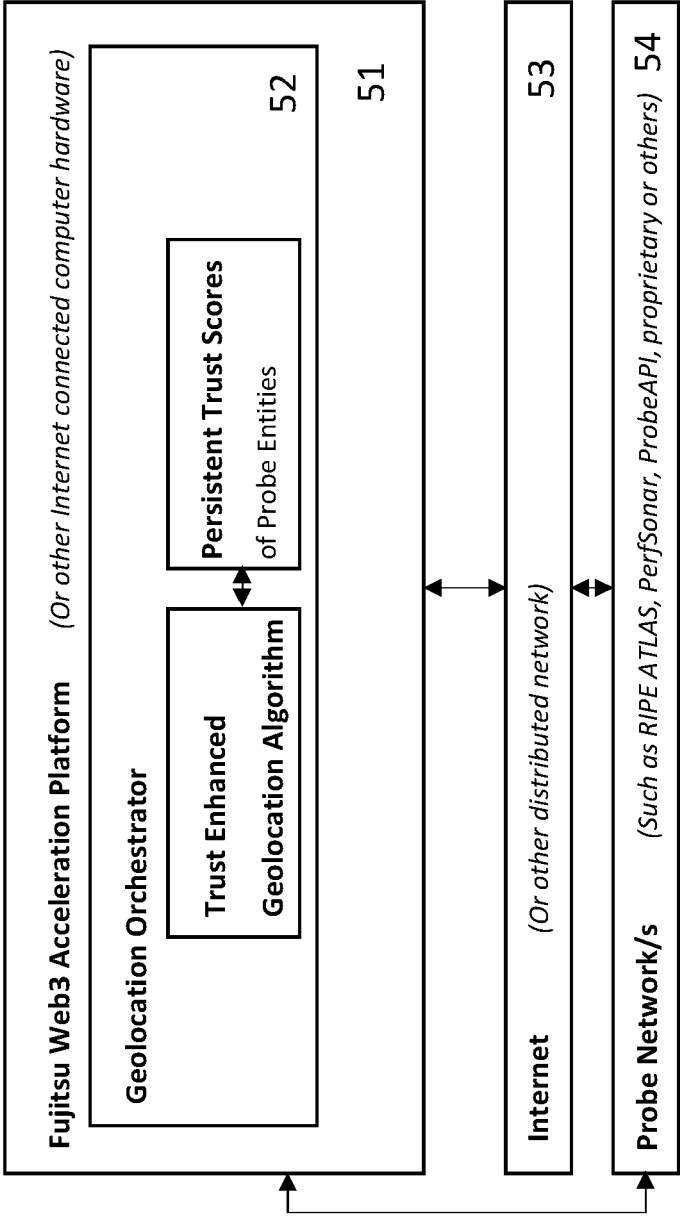 Fujitsu Web3 Acceleration Platform (Or other Internet connected computer hardware)
Geolocation Orchestrator
Trust Enhanced
Geolocation Algorithm
Persistent Trust Scores
of Probe Entities
52
51
Internet (Or other distributed network) 53
Probe Network/s (Such as RIPE ATLAS, PerfSonar, ProbeAPI, proprietary or others) 54